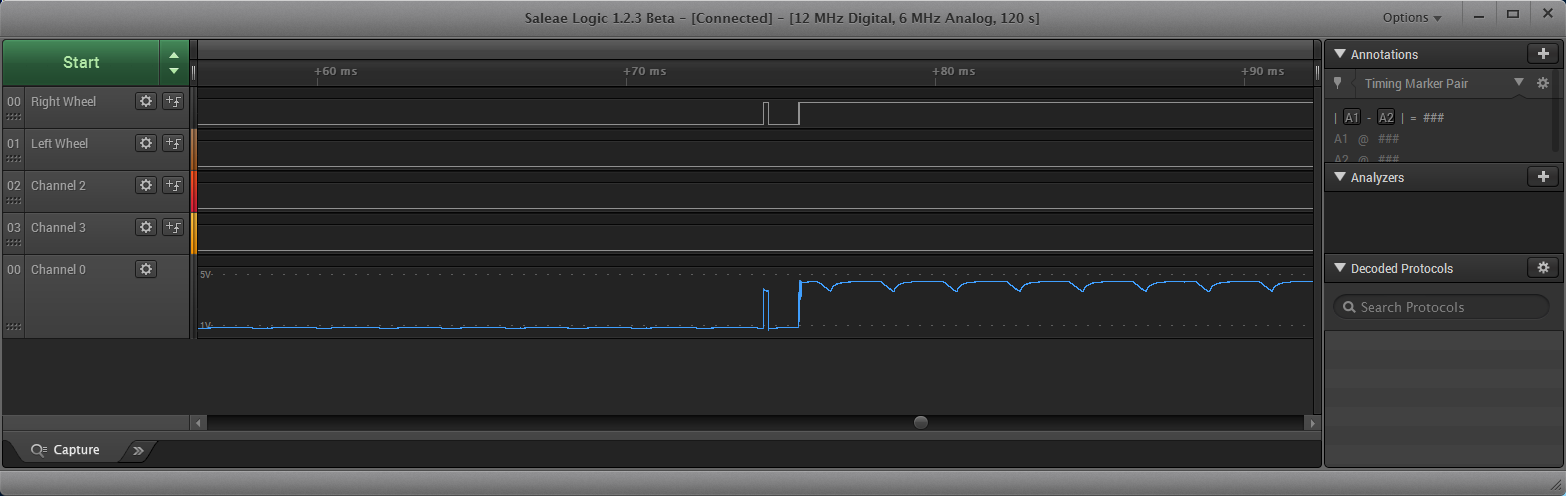 Saleae Logic 1.2.3 Beta - [Connected] - [12 MHz Digital, 6 MHz Analog, 120 s]
Options
Start
+60 ms +70 ms +80 ms +90 ms
00 Right Wheel
01 Left Wheel
02 Channel 2
03 Channel 3
00 Channel 0
5V
1V
Capture
Annotations
Timing Marker Pair
| A1 - A2 | = ###
A1 @ ###
A2 @ ###
Analyzers
Decoded Protocols
Search Protocols